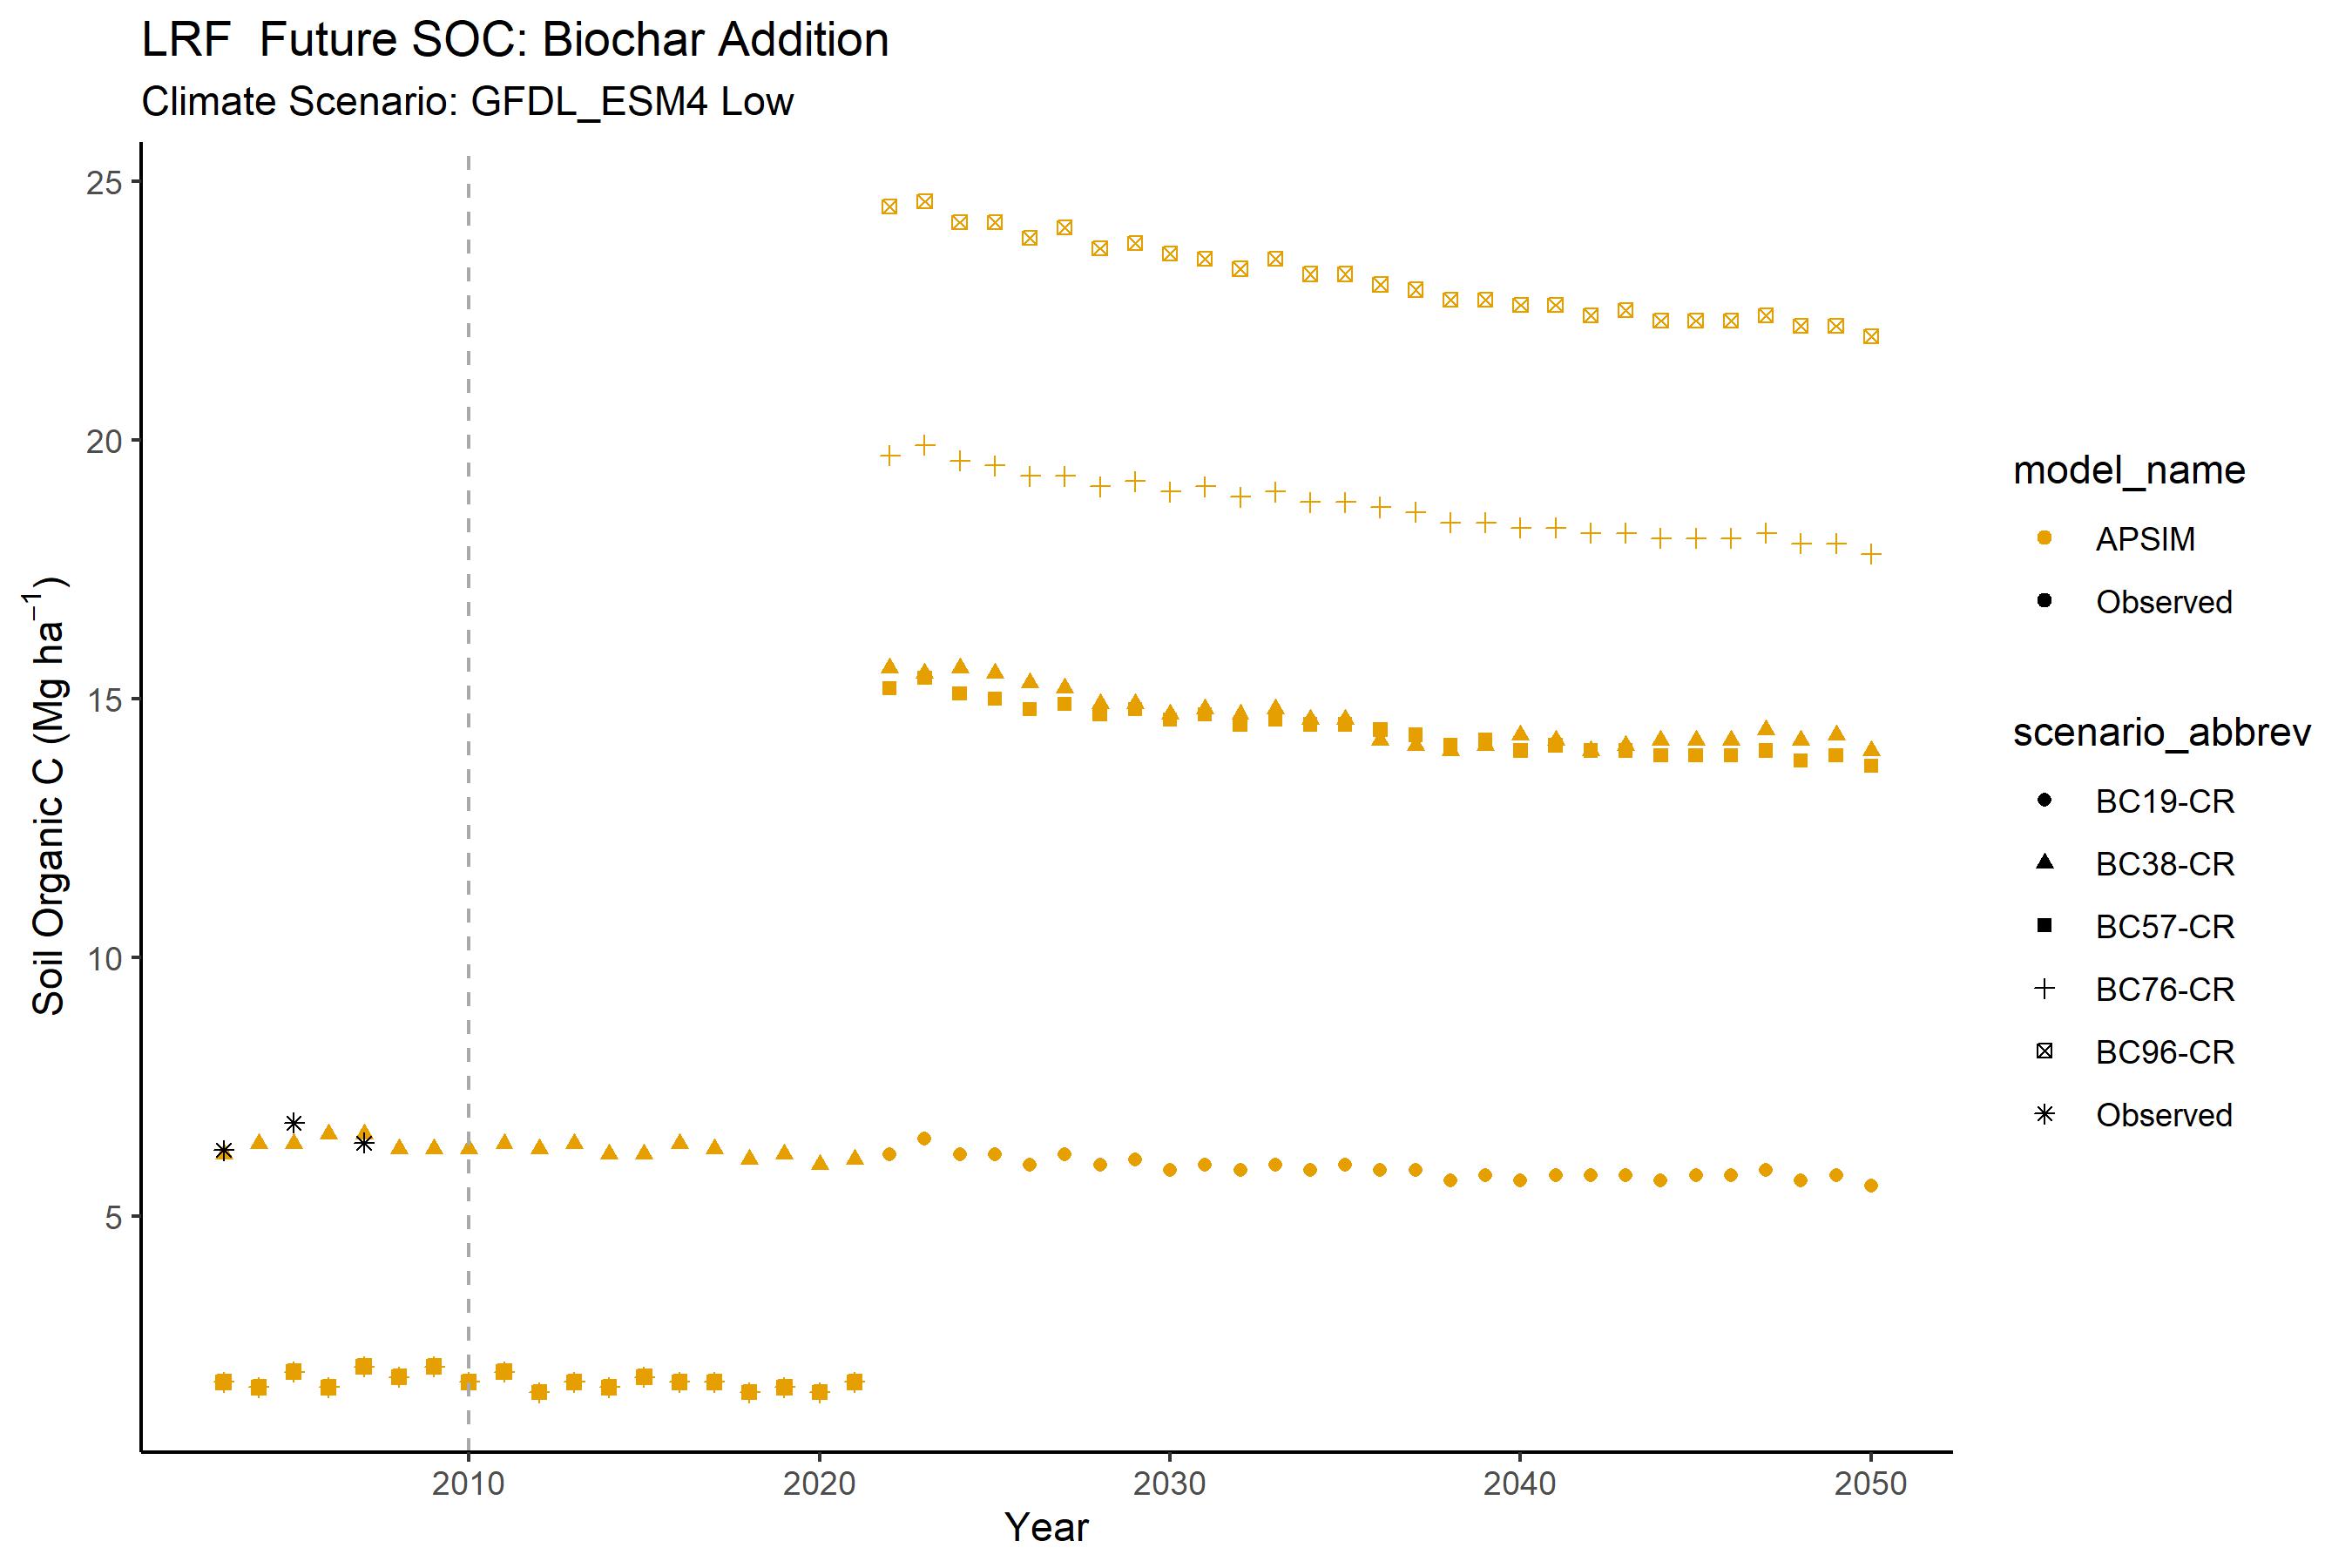 LRF  Future SOC: Biochar Addition
Climate Scenario: GFDL_ESM4 Low
Soil Organic C (Mg ha⁻¹)
25
20
15
10
5
2010
2020
2030
2040
2050
Year
model_name
APSIM
Observed
scenario_abbrev
BC19-CR
BC38-CR
BC57-CR
BC76-CR
BC96-CR
Observed